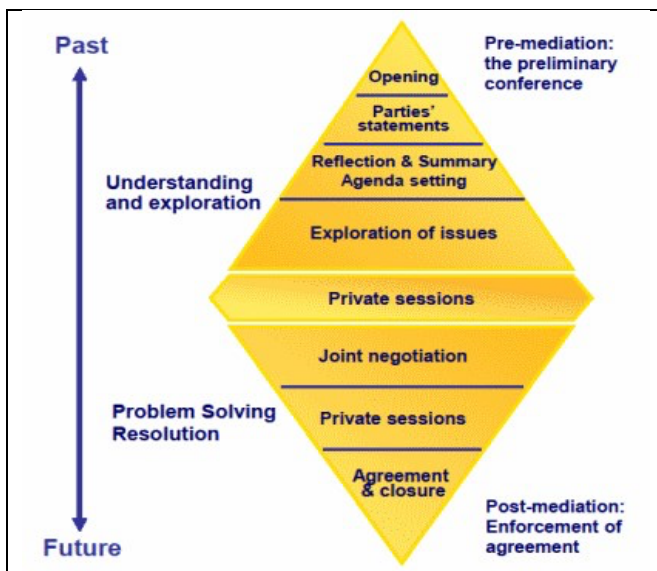 Past
Pre-mediation:
the preliminary
conference
Opening
Parties'
statements
Reflection & Summary
Agenda setting
Understanding
and exploration
Exploration of issues
Private sessions
Joint negotiation
Problem Solving
Resolution
Private sessions
Agreement
& closure
Post-mediation:
Enforcement of
agreement
Future